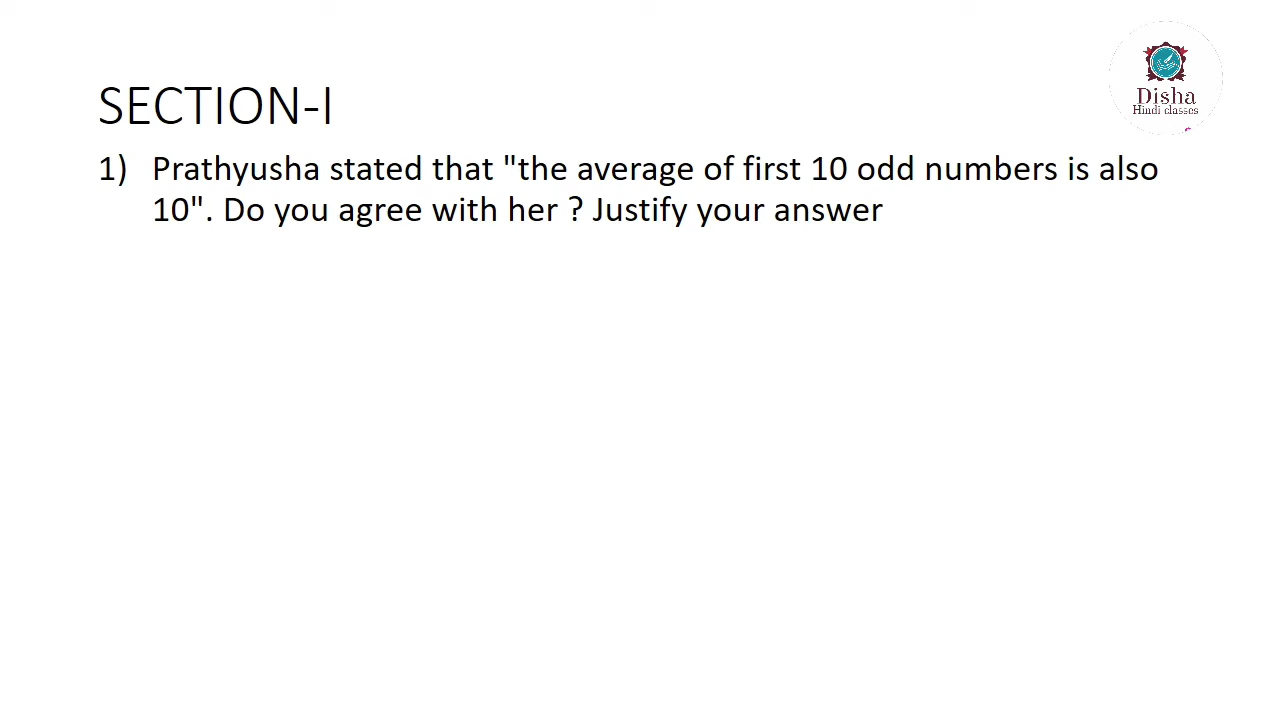 Disha
Hindi classes
SECTION-I
1) Prathyusha stated that "the average of first 10 odd numbers is also
10". Do you agree with her ? Justify your answer